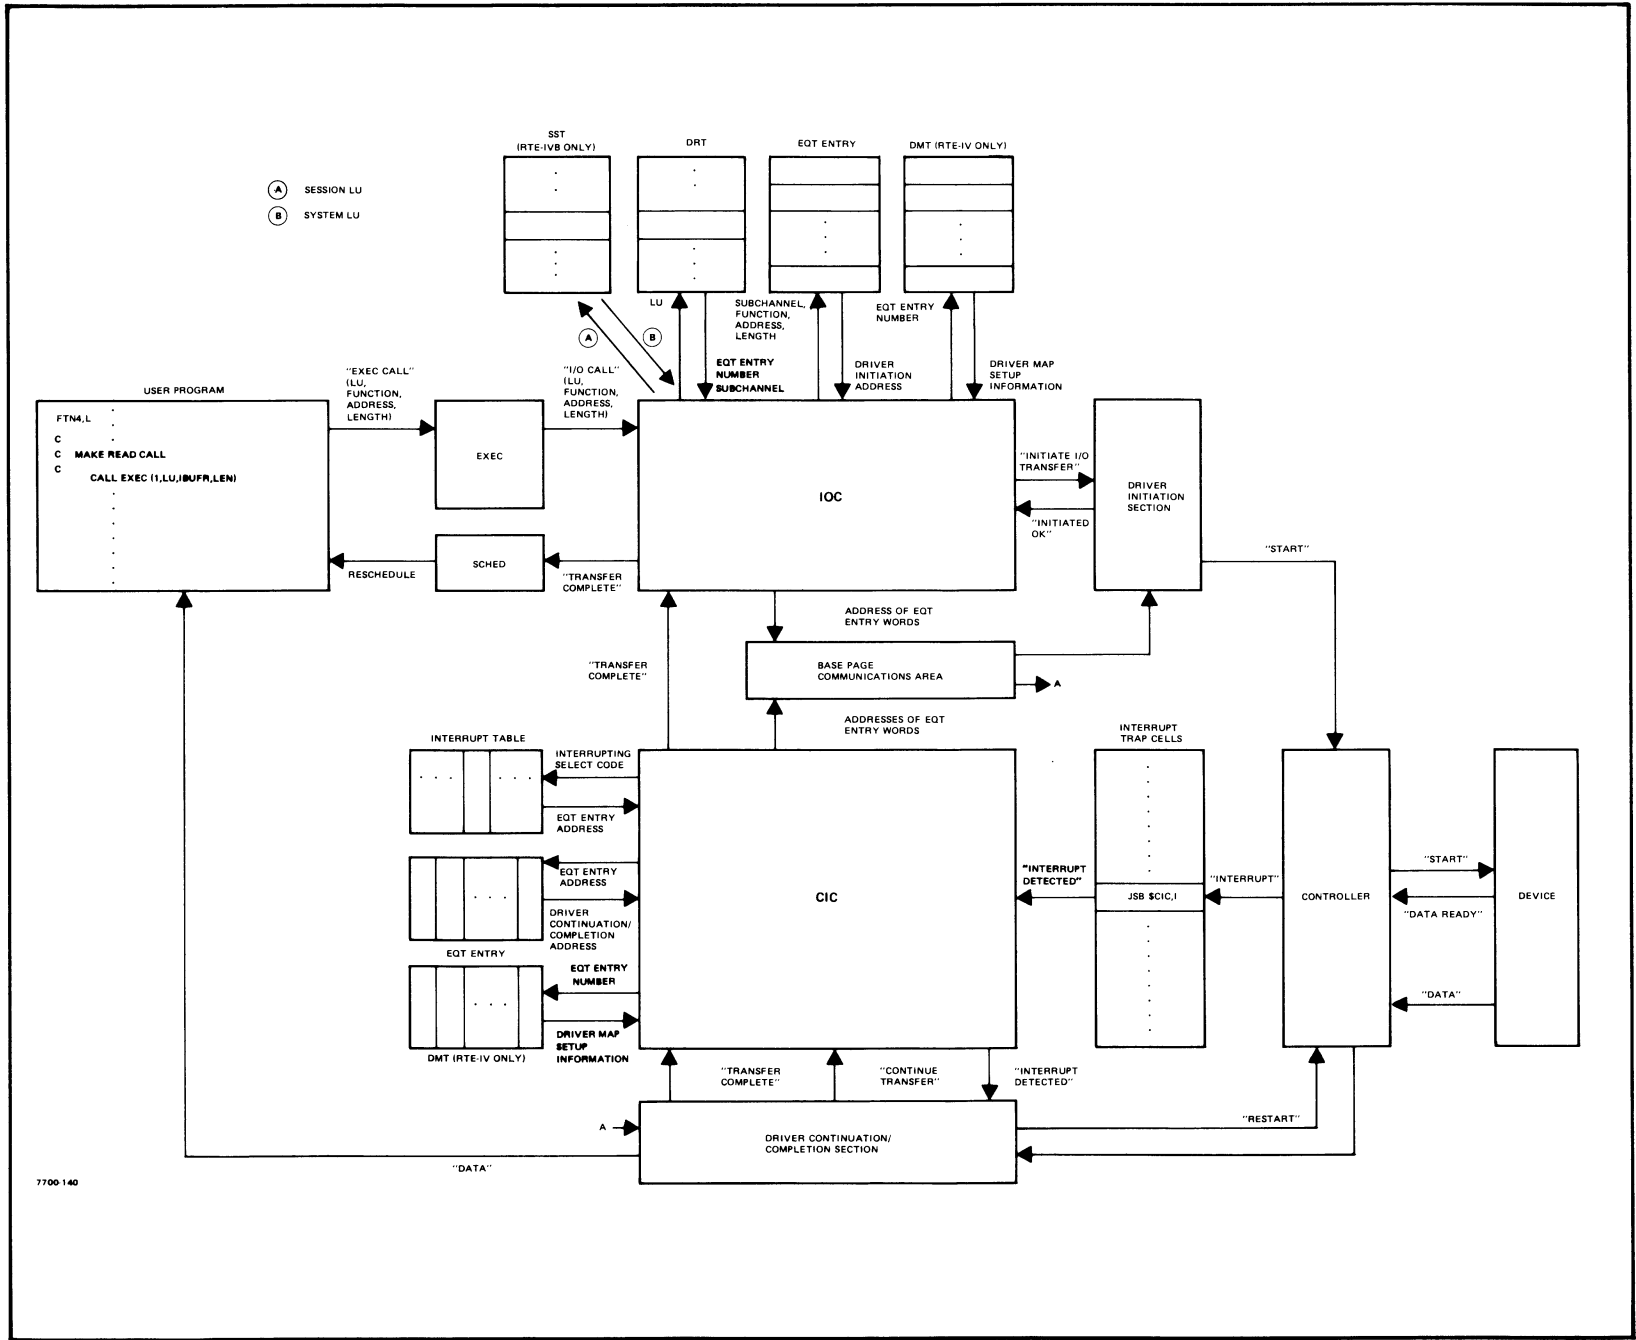 SST
(RTE-IVB ONLY)
DRT
EQT ENTRY
DMT (RTE-IV ONLY)
A SESSION LU
B SYSTEM LU
LU
A
B
SUBCHANNEL,
FUNCTION,
ADDRESS,
LENGTH
EQT ENTRY
NUMBER
EQT ENTRY
NUMBER
SUBCHANNEL
DRIVER
INITIATION
ADDRESS
DRIVER MAP
SETUP
INFORMATION
USER PROGRAM
"EXEC CALL"
(LU,
FUNCTION,
ADDRESS,
LENGTH)
"I/O CALL"
(LU,
FUNCTION,
ADDRESS,
LENGTH)
FTN4,L
C
C MAKE READ CALL
C
CALL EXEC (1,LU,IBUFR,LEN)
EXEC
IOC
"INITIATE I/O
TRANSFER"
"INITIATED
OK"
DRIVER
INITIATION
SECTION
"START"
SCHED
RESCHEDULE
"TRANSFER
COMPLETE"
ADDRESS OF EQT
ENTRY WORDS
"TRANSFER
COMPLETE"
BASE PAGE
COMMUNICATIONS AREA
A
ADDRESSES OF EQT
ENTRY WORDS
INTERRUPT TABLE
INTERRUPTING
SELECT CODE
EQT ENTRY
ADDRESS
EQT ENTRY
ADDRESS
DRIVER
CONTINUATION/
COMPLETION
ADDRESS
EQT ENTRY
EQT ENTRY
NUMBER
DRIVER MAP
SETUP
INFORMATION
DMT (RTE-IV ONLY)
CIC
INTERRUPT
TRAP CELLS
"INTERRUPT
DETECTED"
JSB $CIC,I
"INTERRUPT"
CONTROLLER
"START"
"DATA READY"
"DATA"
DEVICE
"TRANSFER
COMPLETE"
"CONTINUE
TRANSFER"
"INTERRUPT
DETECTED"
A
DRIVER CONTINUATION/
COMPLETION SECTION
"RESTART"
"DATA"
7700-140